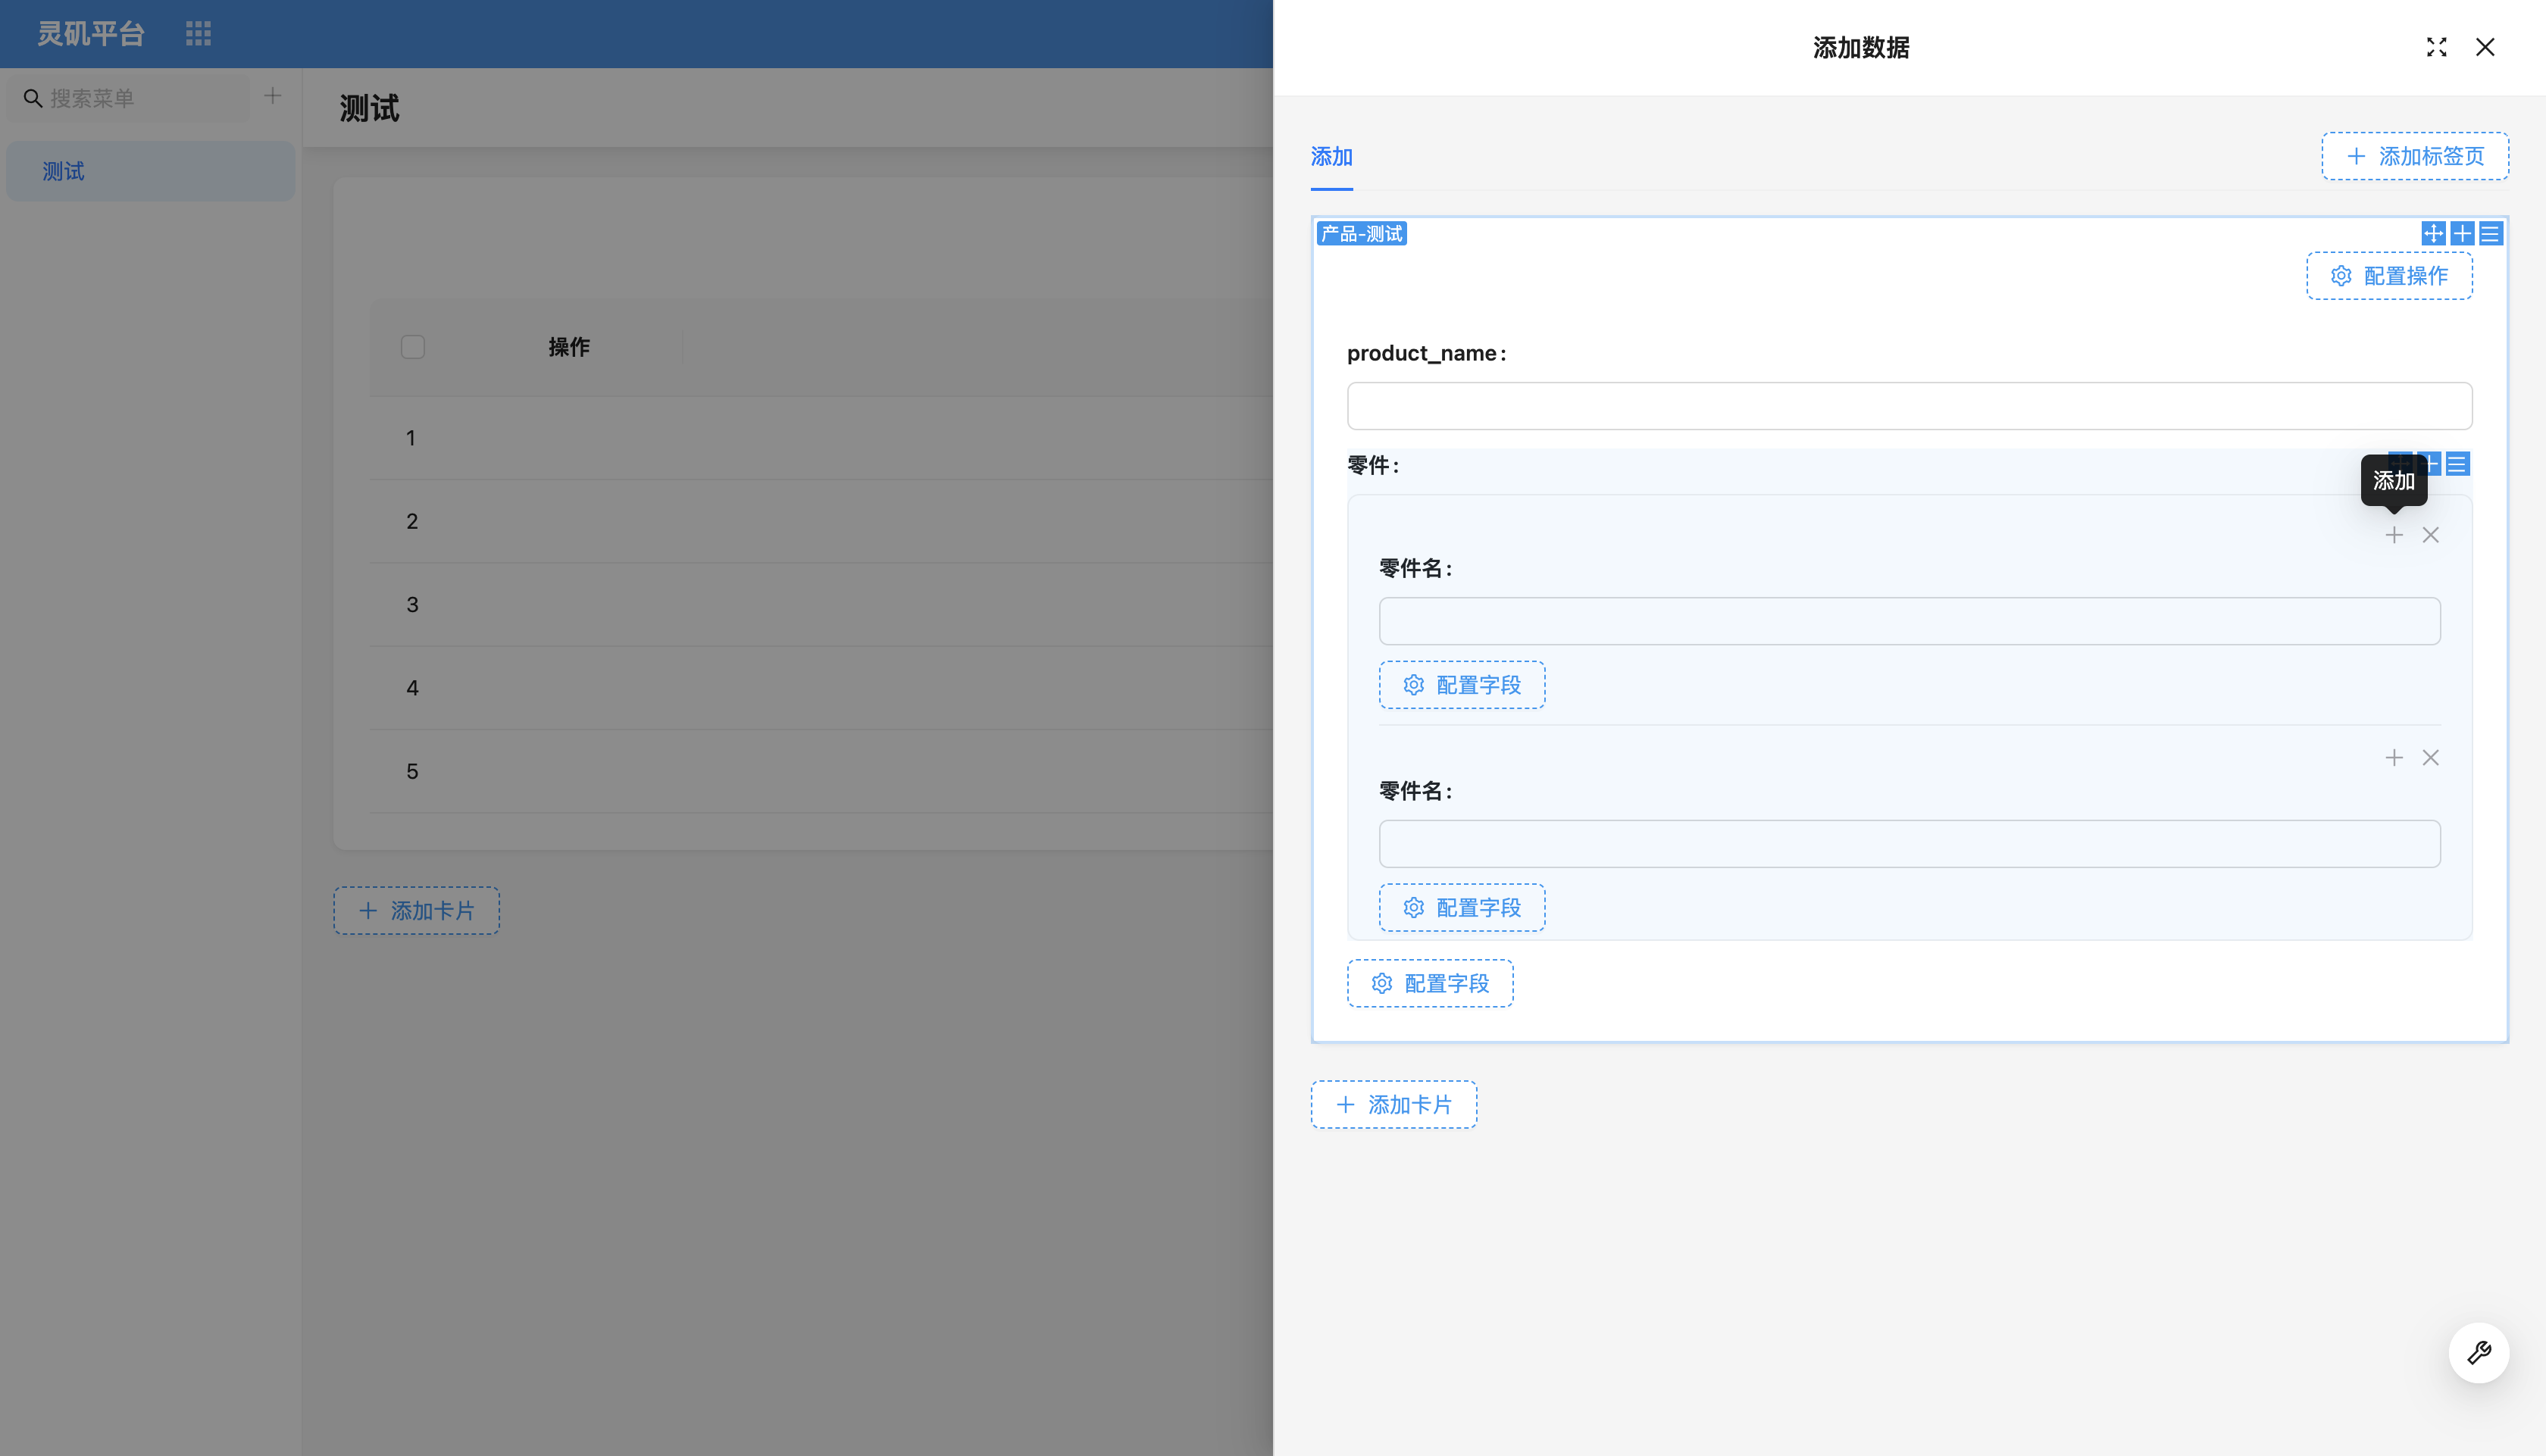 灵矶平台
搜索菜单
测试
测试
操作
1
2
3
4
5
添加卡片
添加数据
添加
添加标签页
产品-测试
配置操作
product_name:
零件:
添加
零件名:
配置字段
零件名:
配置字段
配置字段
添加卡片